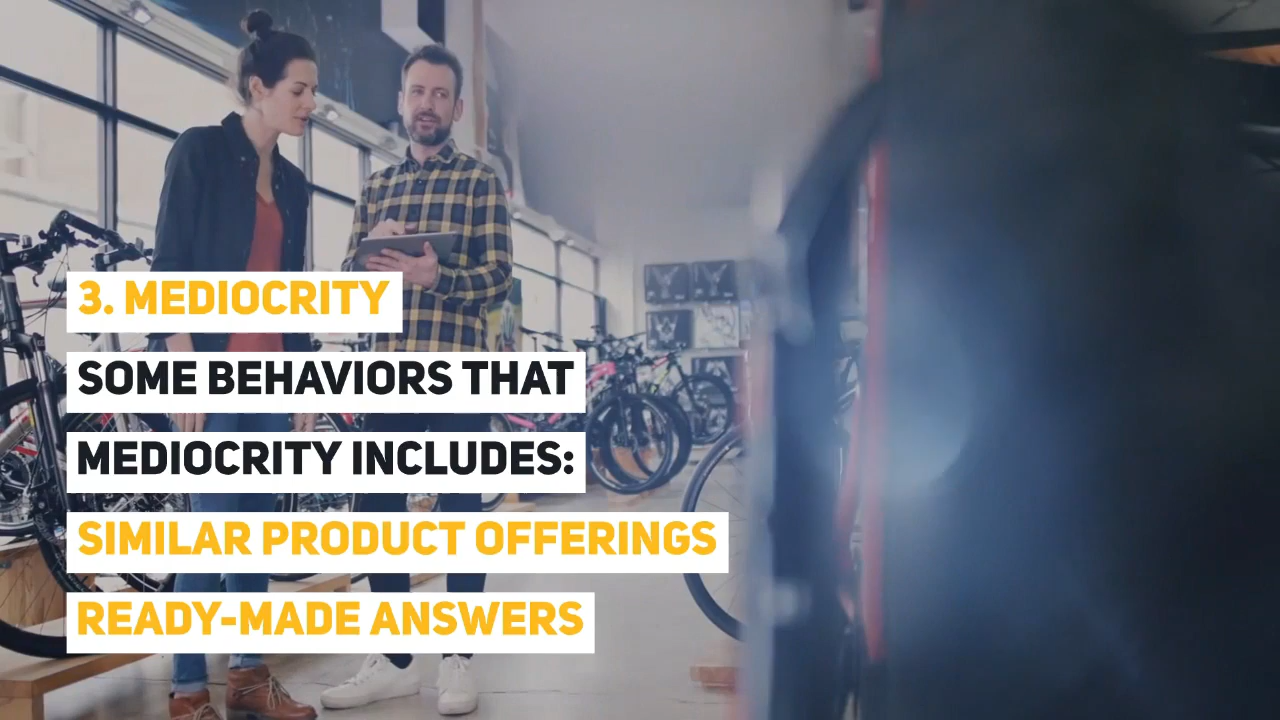 3. MEDIOCRITY
SOME BEHAVIORS THAT
MEDIOCRITY INCLUDES:
SIMILAR PRODUCT OFFERINGS
READY-MADE ANSWERS